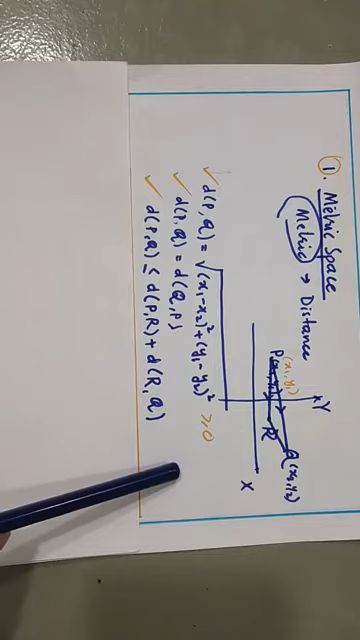 1. Metric Space
Metric → Distance
Y
P (x₁,y₁)
Q(x₂,y₂)
R
X
✓ d(P,Q) = √(x₁-x₂)²+(y₁-y₂)² ≥0
✓ d(P,Q) = d(Q,P)
✓ d(P,Q) ≤ d(P,R) + d(R,Q)